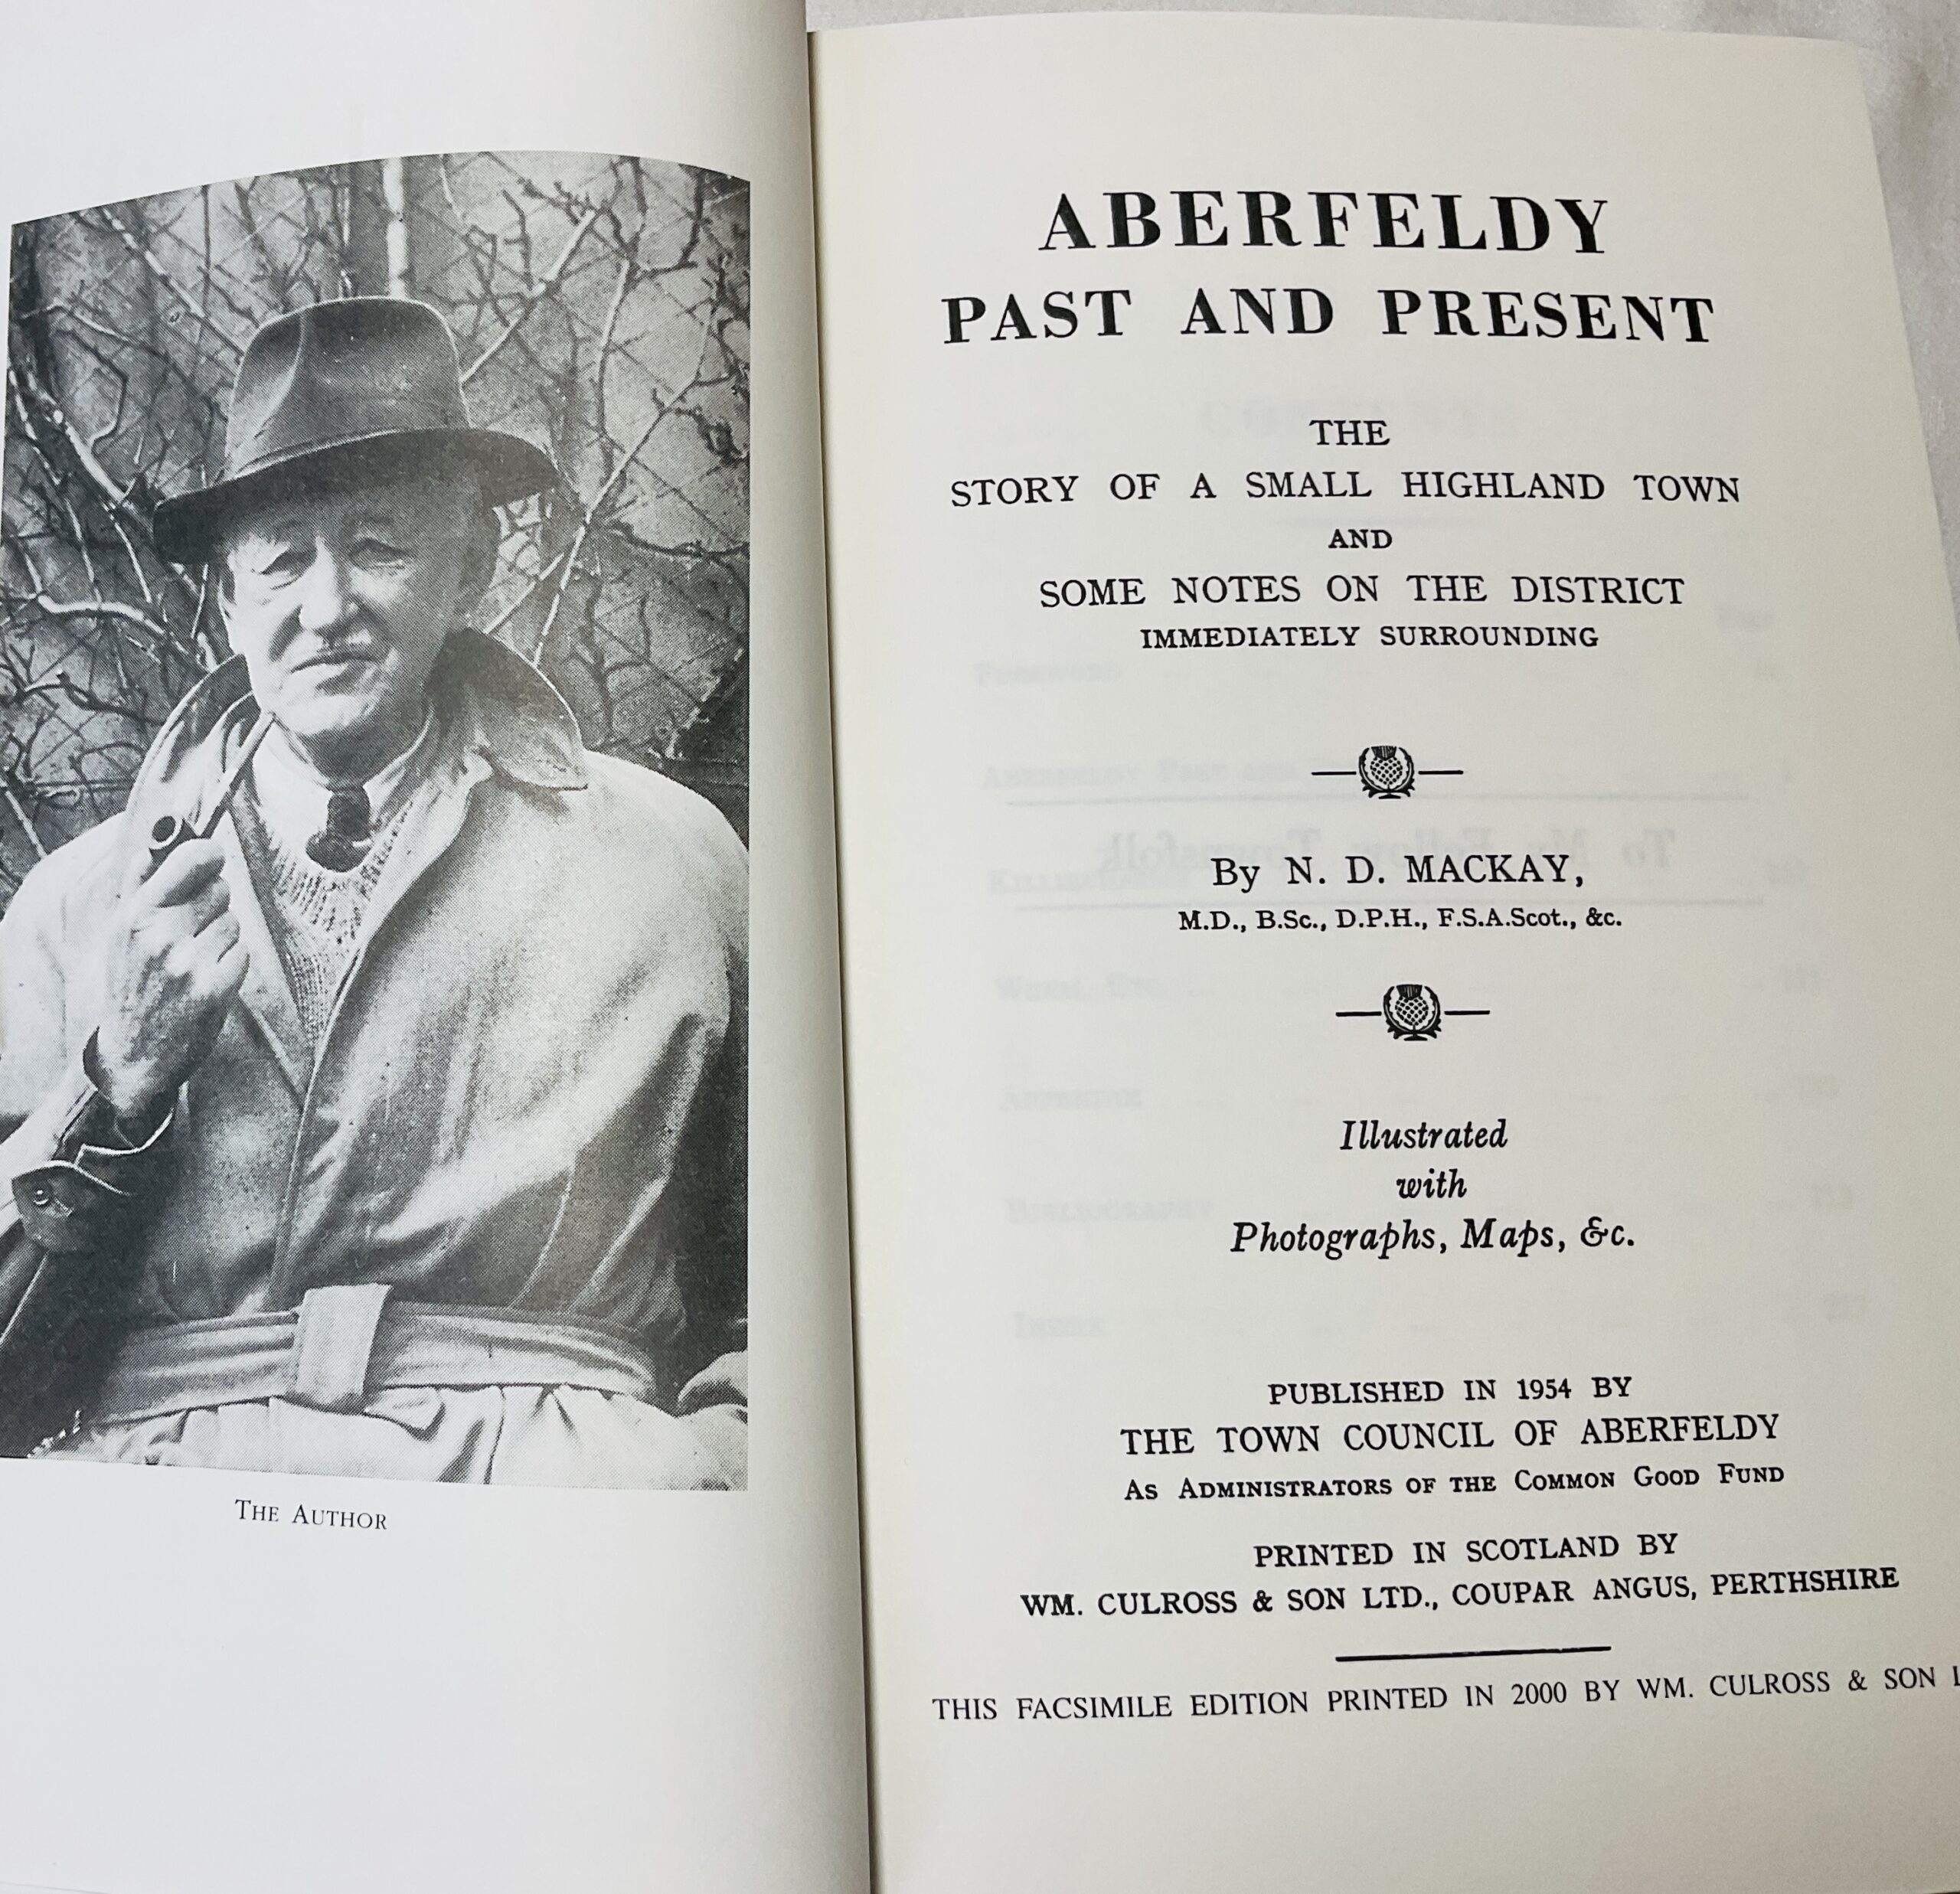 THE AUTHOR
ABERFELDY
PAST AND PRESENT
THE
STORY OF A SMALL HIGHLAND TOWN
AND
SOME NOTES ON THE DISTRICT
IMMEDIATELY SURROUNDING
By N. D. MACKAY,
M.D., B.Sc., D.P.H., F.S.A.Scot., &c.
Illustrated
with
Photographs, Maps, &c.
PUBLISHED IN 1954 BY
THE TOWN COUNCIL OF ABERFELDY
AS ADMINISTRATORS OF THE COMMON GOOD FUND
PRINTED IN SCOTLAND BY
WM. CULROSS & SON LTD., COUPAR ANGUS, PERTHSHIRE
THIS FACSIMILE EDITION PRINTED IN 2000 BY WM. CULROSS & SON